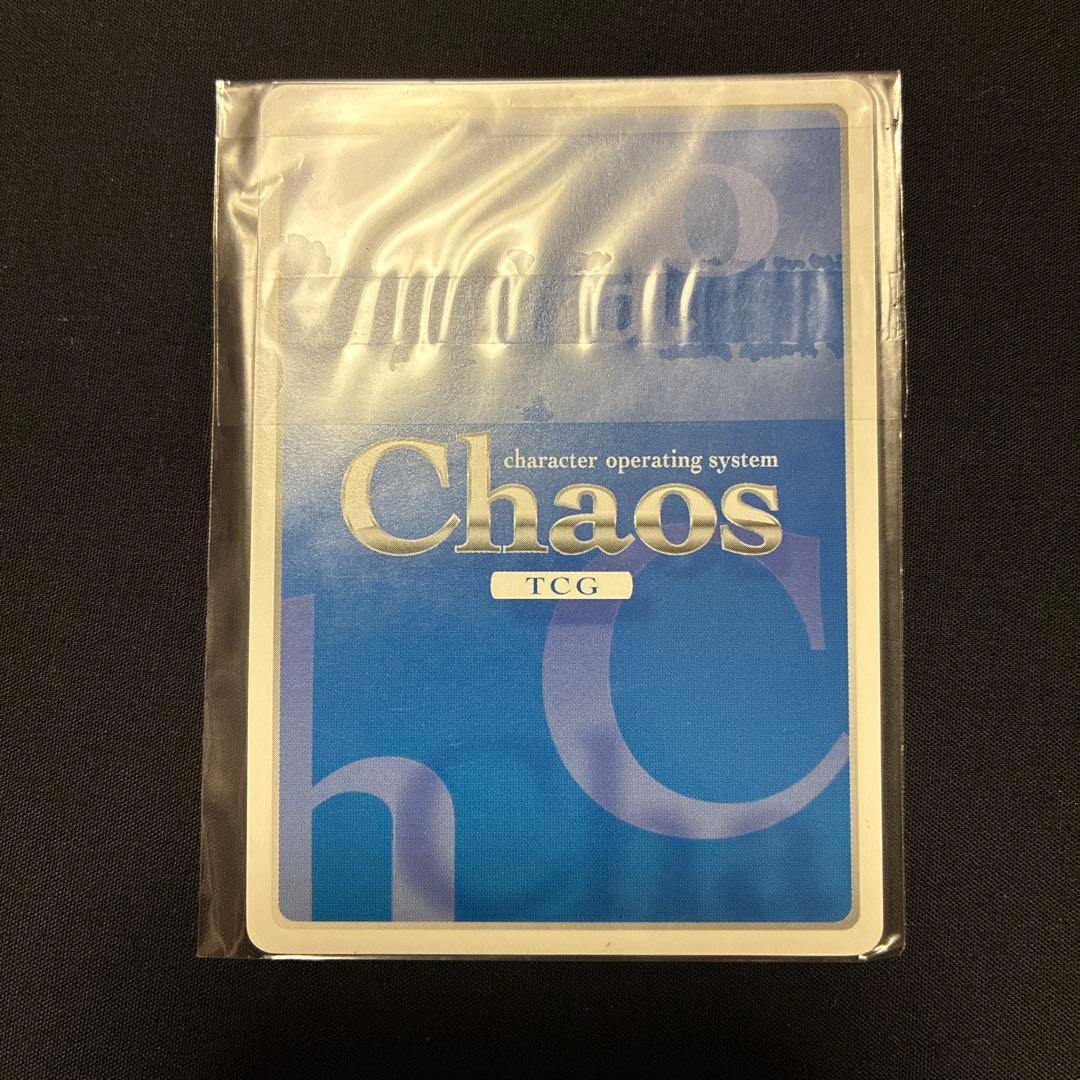 character operating system
Chaos
TCG